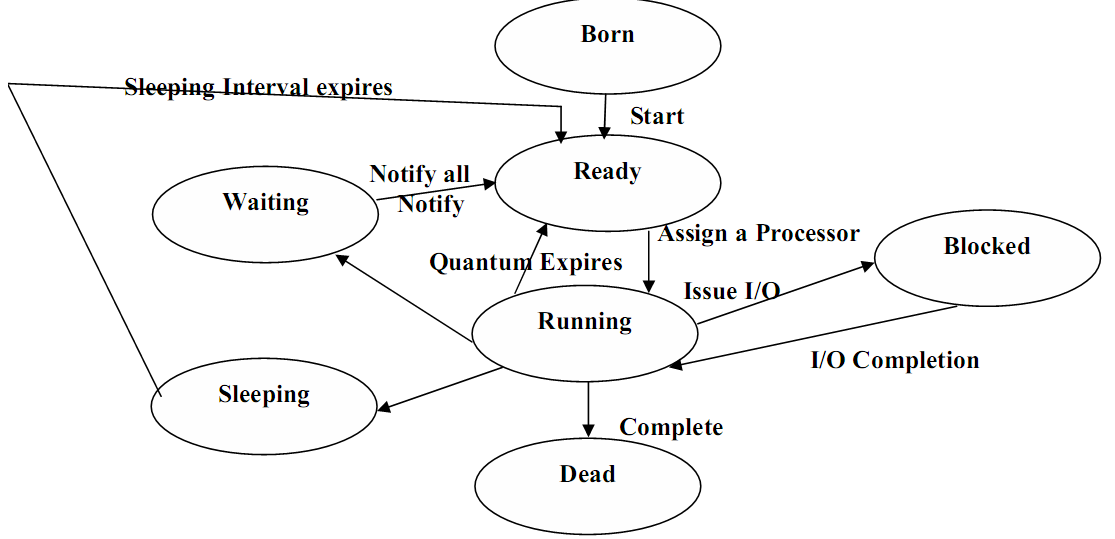 Born
Sleeping Interval expires
Start
Ready
Notify all
Notify
Waiting
Assign a Processor
Blocked
Quantum Expires
Issue I/O
Running
I/O Completion
Sleeping
Complete
Dead